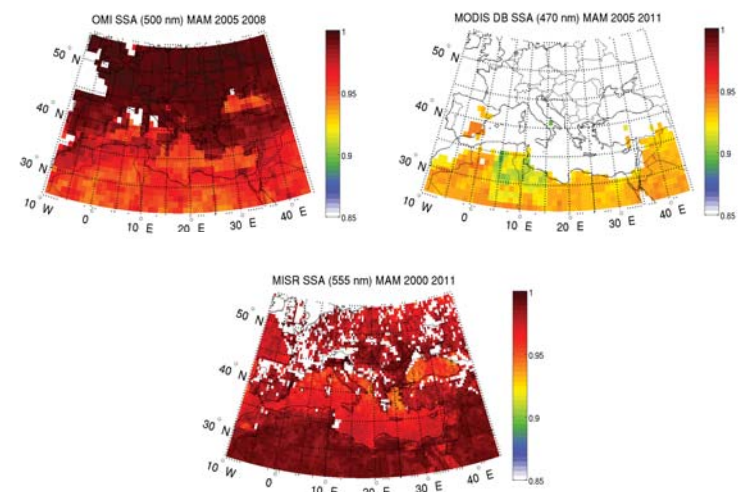 OMI SSA (500 nm) MAM 2005 2008
50 °N
40 °N
30 °N
10 °W
0 °
10 °E
20 °E
30 °E
40 °E
1
0.95
0.9
0.85
MODIS DB SSA (470 nm) MAM 2005 2011
50 °N
40 °N
30 °N
10 °W
0 °
10 °E
20 °E
30 °E
40 °E
1
0.95
0.9
0.85
MISR SSA (555 nm) MAM 2000 2011
50 °N
40 °N
30 °N
10 °W
0 °
10 °E
20 °E
30 °E
40 °E
1
0.95
0.9
0.85